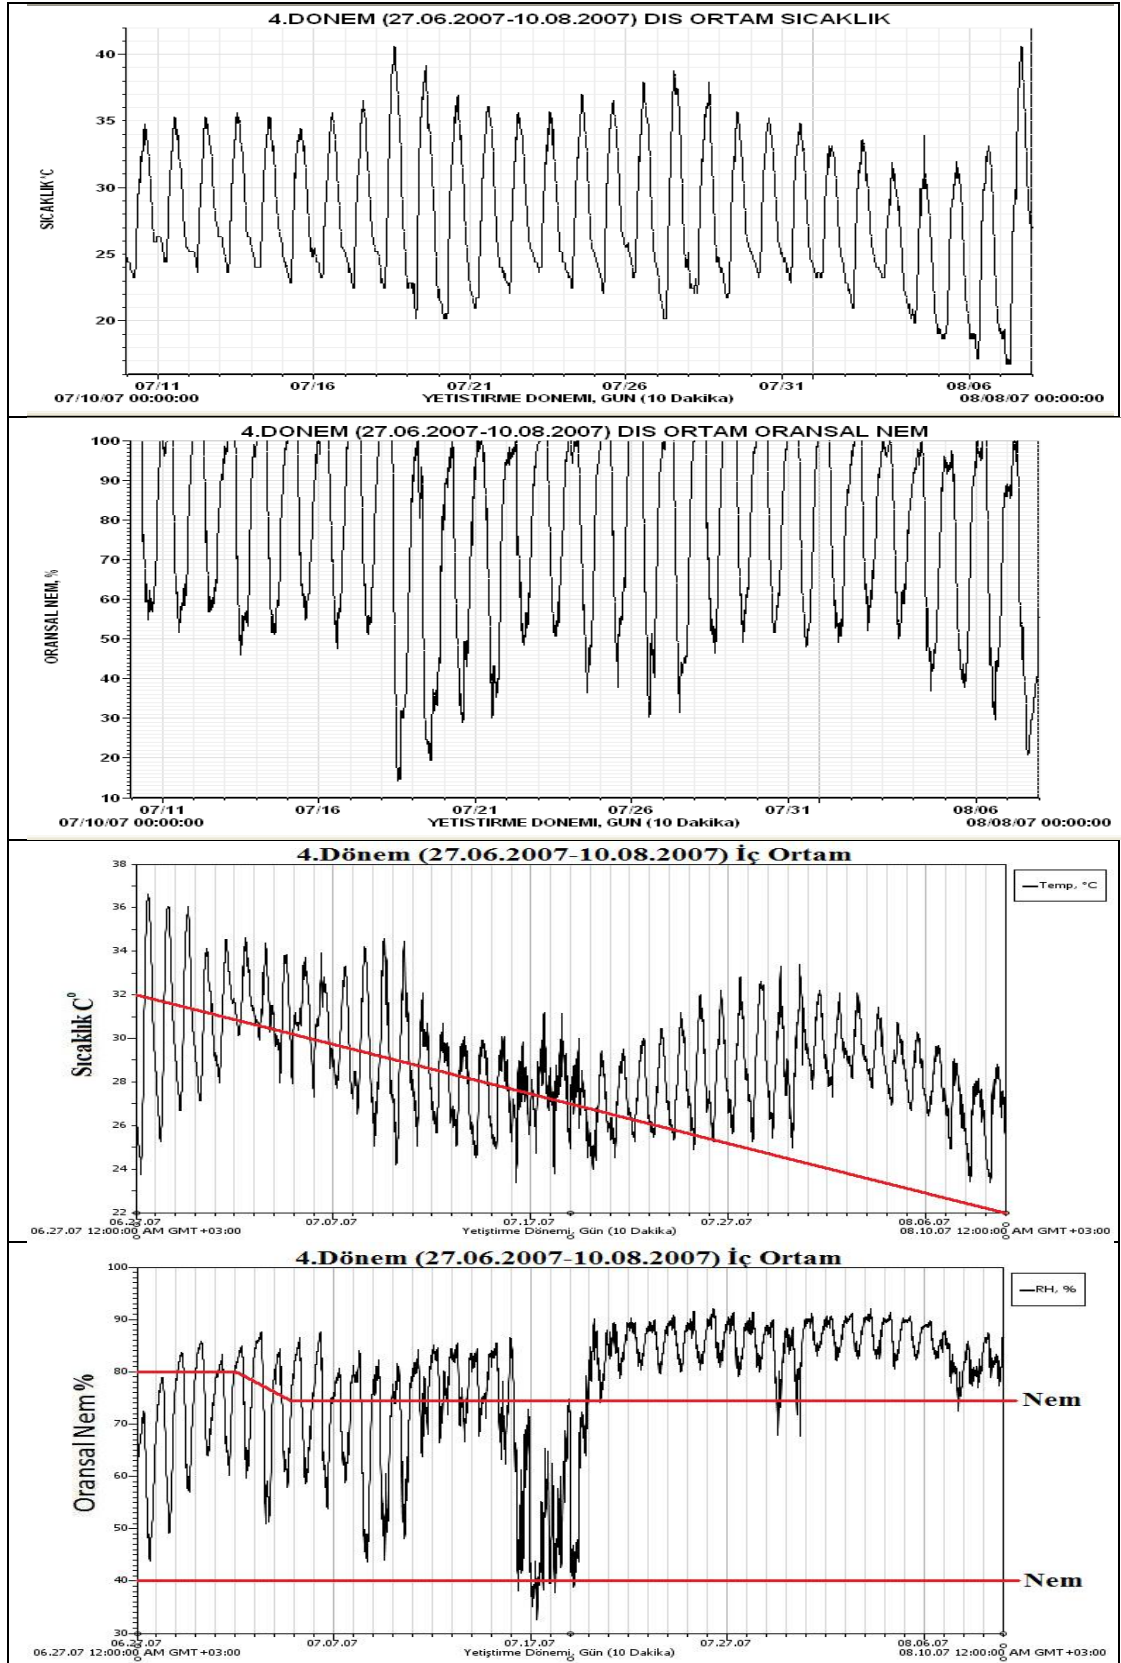 4.DONEM (27.06.2007-10.08.2007) DIS ORTAM SICAKLIK
40
35
30
25
20
SICAKLIK°C
07/11 07/16 07/21 07/26 07/31 08/06
07/10/07 00:00:00 YETISTIRME DONEMI, GUN (10 Dakika) 08/08/07 00:00:00
4.DONEM (27.06.2007-10.08.2007) DIS ORTAM ORANSAL NEM
100
90
80
70
60
50
40
30
20
10
ORANSAL NEM, %
07/11 07/16 07/21 07/26 07/31 08/06
07/10/07 00:00:00 YETISTIRME DONEMI, GUN (10 Dakika) 08/08/07 00:00:00
4.Dönem (27.06.2007-10.08.2007) İç Ortam
Temp, °C
38
36
34
32
30
28
26
24
22
Sıcaklık C⁰
06.27.07 07.07.07 07.17.07 07.27.07 08.06.07
06.27.07 12:00:00 AM GMT+03:00 Yetiştirme Dönemi, Gün (10 Dakika) 08.10.07 12:00:00 AM GMT+03:00
4.Dönem (27.06.2007-10.08.2007) İç Ortam
RH, %
100
90
80
70
60
50
40
30
Oransal Nem %
Nem
Nem
06.27.07 07.07.07 07.17.07 07.27.07 08.06.07
06.27.07 12:00:00 AM GMT+03:00 Yetiştirme Dönemi, Gün (10 Dakika) 08.10.07 12:00:00 AM GMT+03:00